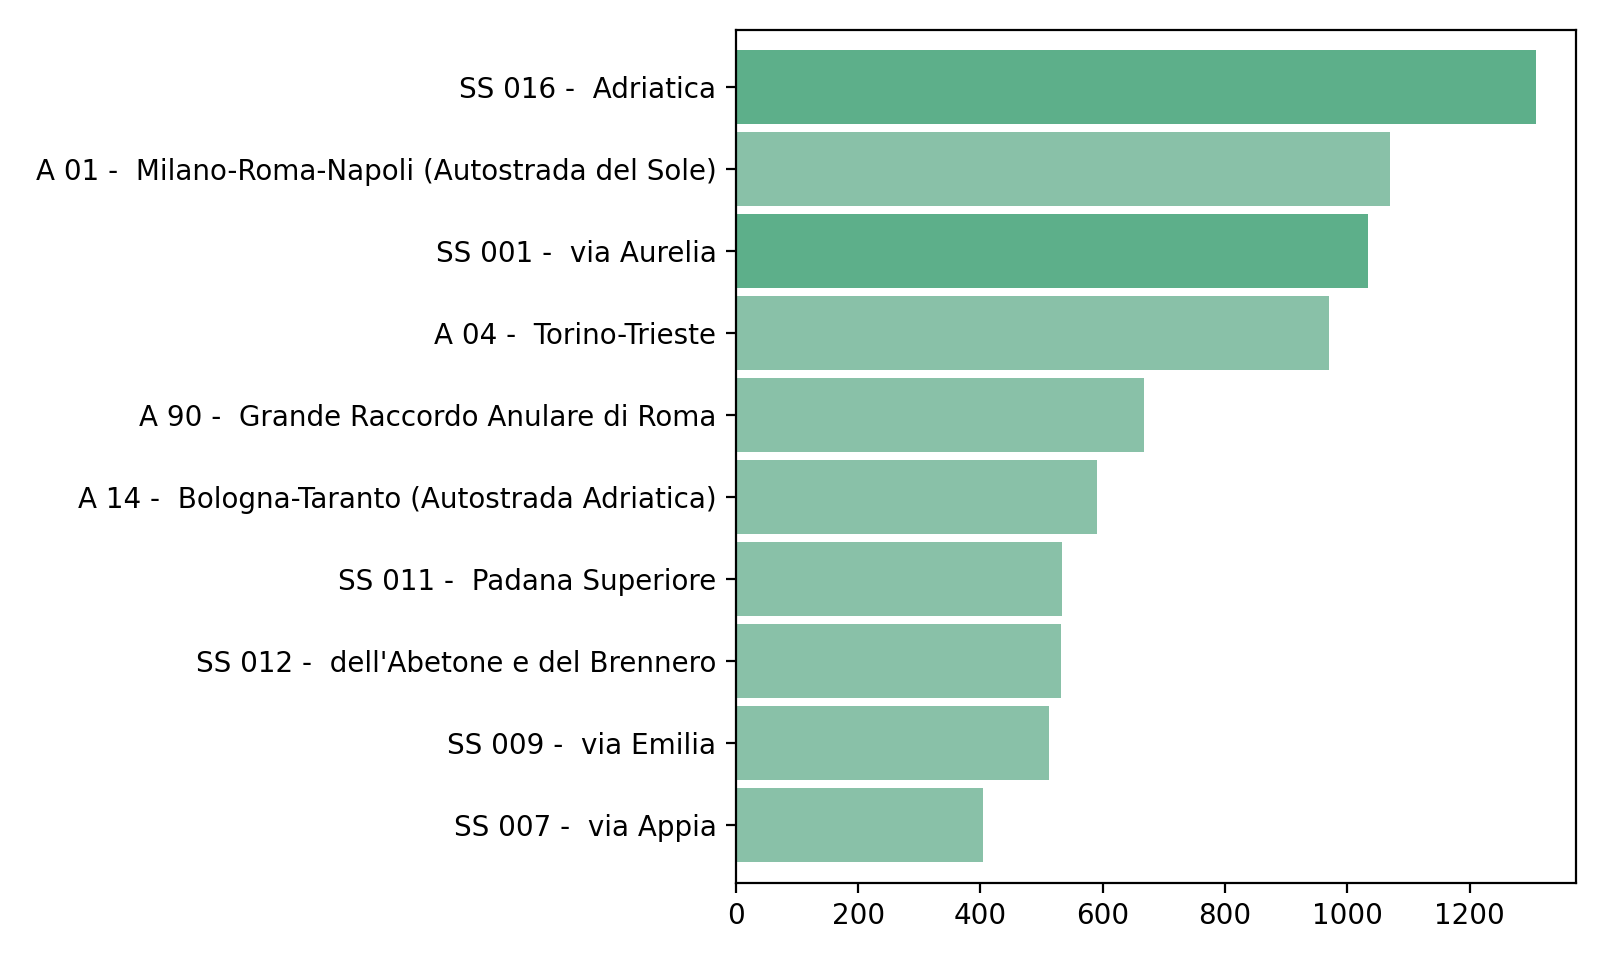 SS 016 -  Adriatica
A 01 -  Milano-Roma-Napoli (Autostrada del Sole)
SS 001 -  via Aurelia
A 04 -  Torino-Trieste
A 90 -  Grande Raccordo Anulare di Roma
A 14 -  Bologna-Taranto (Autostrada Adriatica)
SS 011 -  Padana Superiore
SS 012 -  dell'Abetone e del Brennero
SS 009 -  via Emilia
SS 007 -  via Appia
0 200 400 600 800 1000 1200